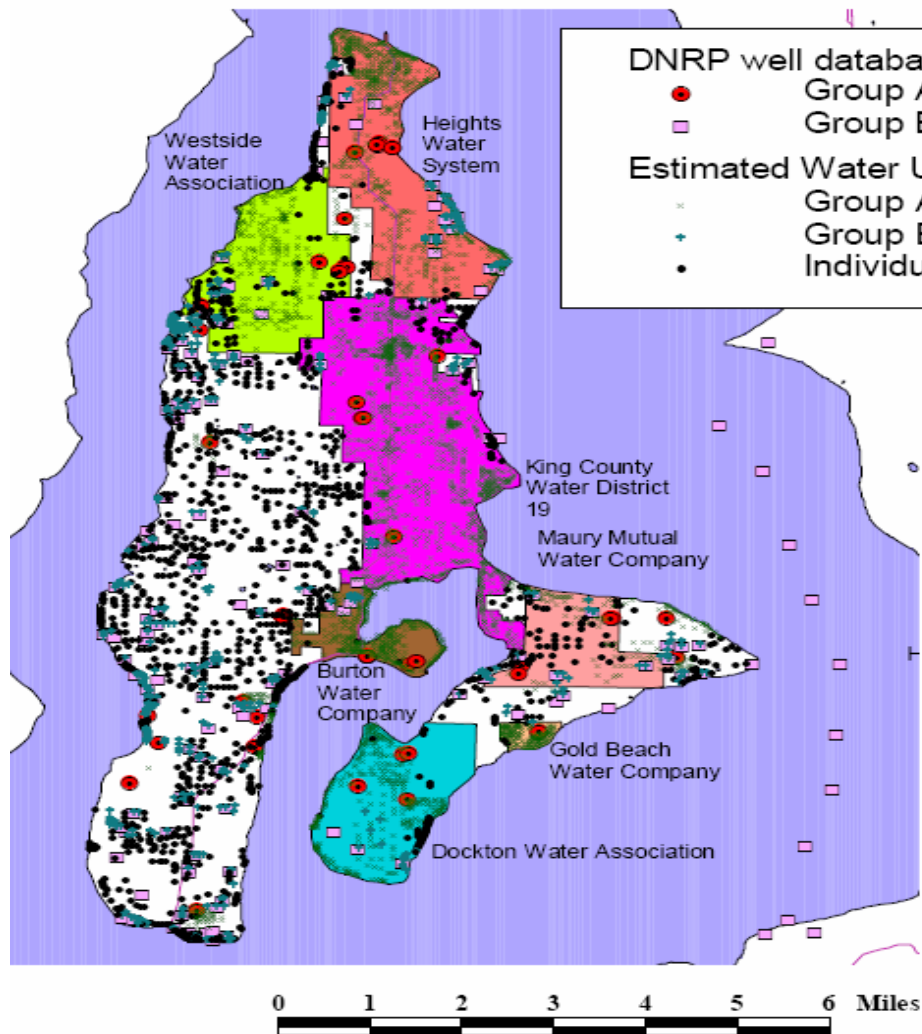 DNRP well databa
Group A
Group B
Estimated Water U
Group A
Group B
Individu
Westside
Water
Association
Heights
Water
System
King County
Water District
19
Maury Mutual
Water Company
Burton
Water
Company
Gold Beach
Water Company
Dockton Water Association
0 1 2 3 4 5 6 Miles